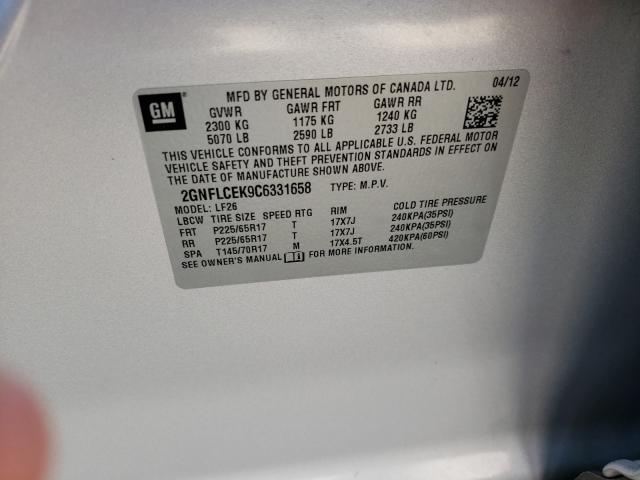 GM
MFD BY GENERAL MOTORS OF CANADA LTD. 04/12
GVWR GAWR FRT GAWR RR
2300 KG 1175 KG 1240 KG
5070 LB 2590 LB 2733 LB
THIS VEHICLE CONFORMS TO ALL APPLICABLE U.S. FEDERAL MOTOR
VEHICLE SAFETY AND THEFT PREVENTION STANDARDS IN EFFECT ON
THE DATE OF MANUFACTURE SHOWN ABOVE.
2GNFLCEK9C6331658 TYPE: M.P.V.
MODEL: LF26
LBCW TIRE SIZE SPEED RTG RIM COLD TIRE PRESSURE
FRT P225/65R17 T 17X7J 240KPA(35PSI)
RR P225/65R17 T 17X7J 240KPA(35PSI)
SPA T145/70R17 M 17X4.5T 420KPA(60PSI)
SEE OWNER'S MANUAL FOR MORE INFORMATION.